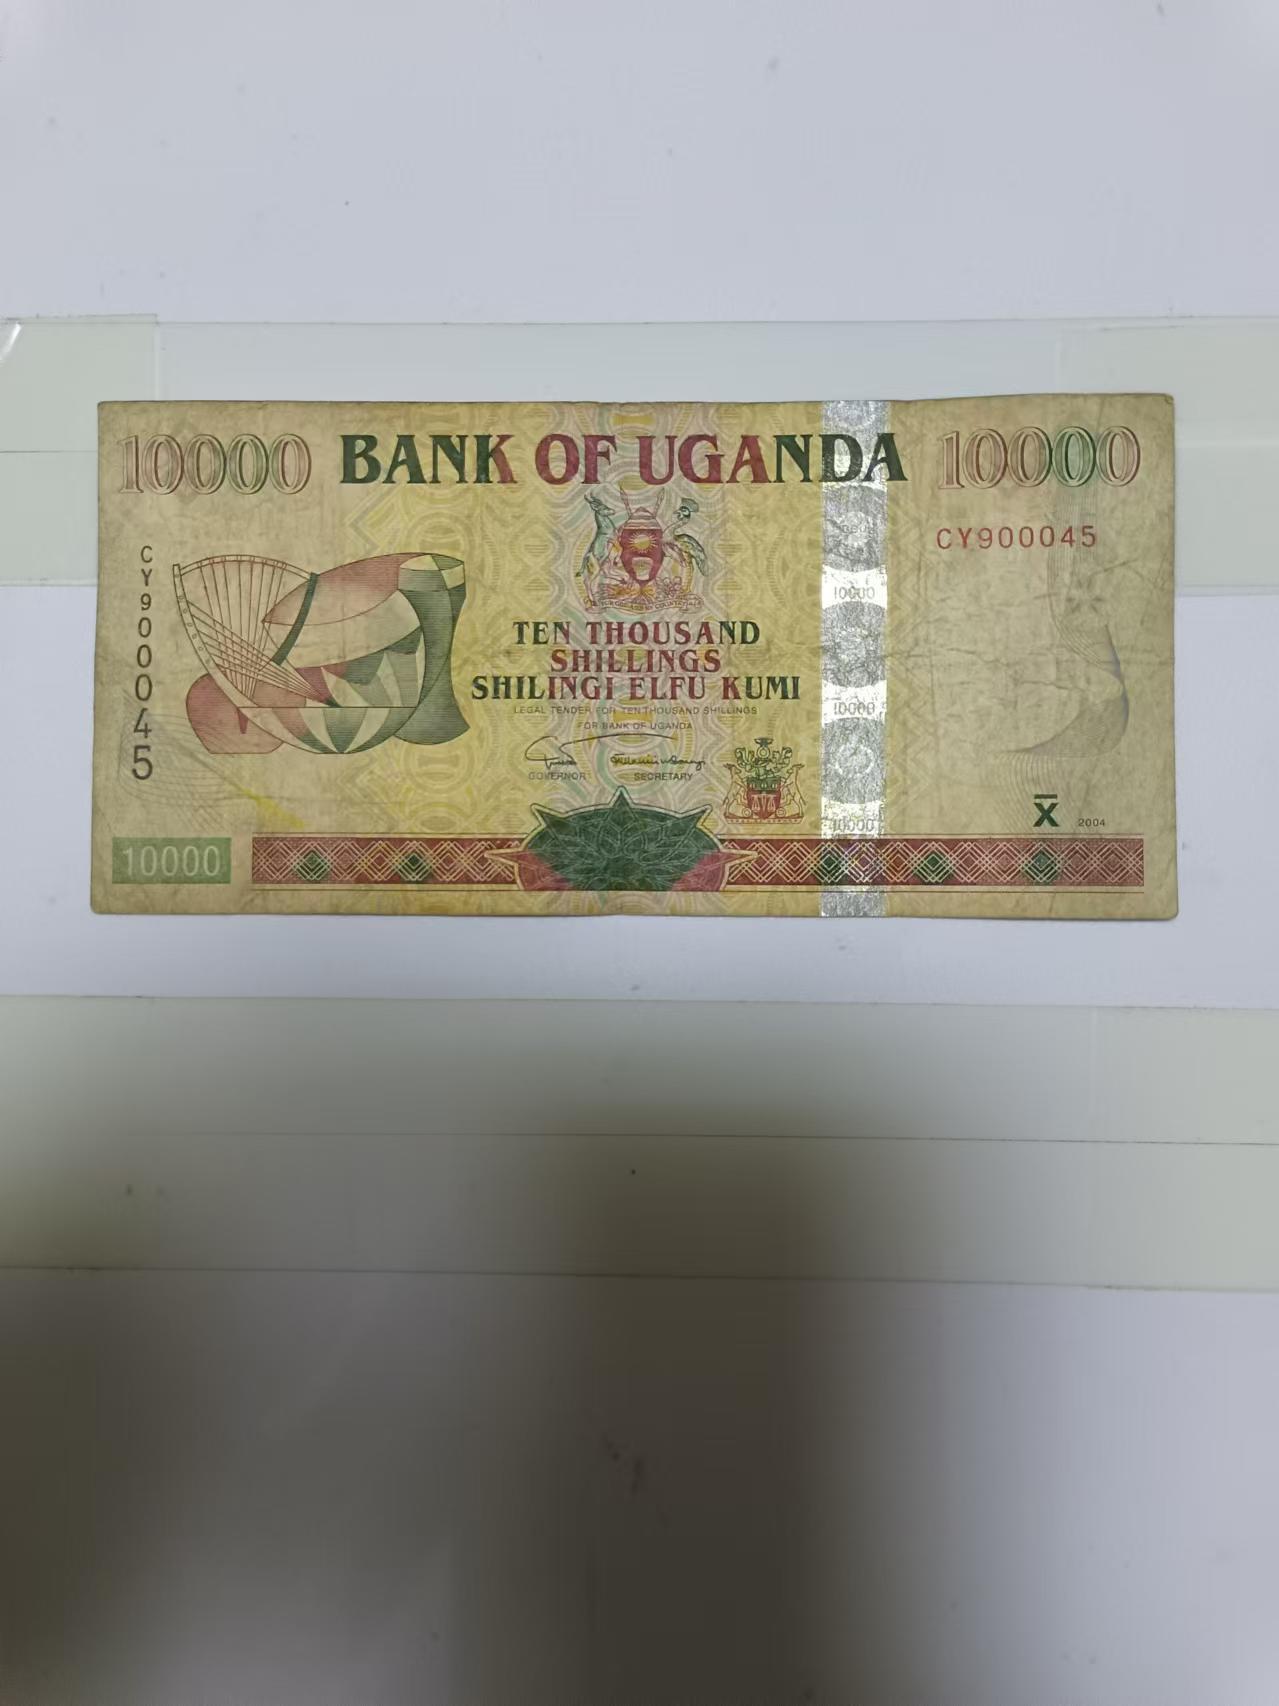 10000 BANK OF UGANDA 10000
CY900045
CY900045
10000
TEN THOUSAND
SHILLINGS
SHILINGI ELFU KUMI
LEGAL TENDER FOR TEN THOUSAND SHILLINGS
FOR BANK OF UGANDA
GOVERNOR SECRETARY
10000
10000
X 2004
10000